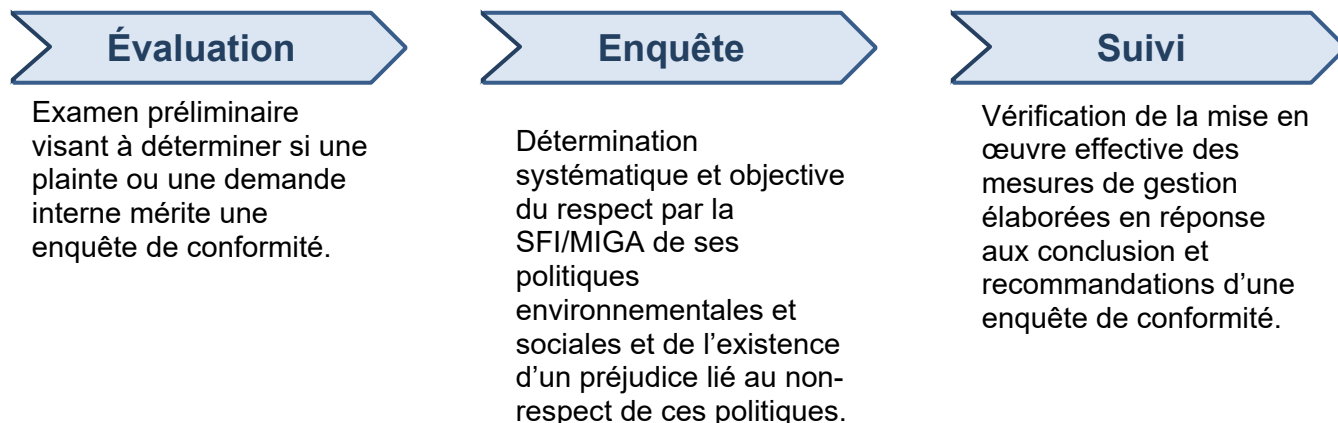 Évaluation
Examen préliminaire
visant à déterminer si une
plainte ou une demande
interne mérite une
enquête de conformité.
Enquête
Détermination
systématique et objective
du respect par la
SFI/MIGA de ses
politiques
environnementales et
sociales et de l’existence
d’un préjudice lié au non-
respect de ces politiques.
Suivi
Vérification de la mise en
œuvre effective des
mesures de gestion
élaborées en réponse
aux conclusion et
recommandations d’une
enquête de conformité.